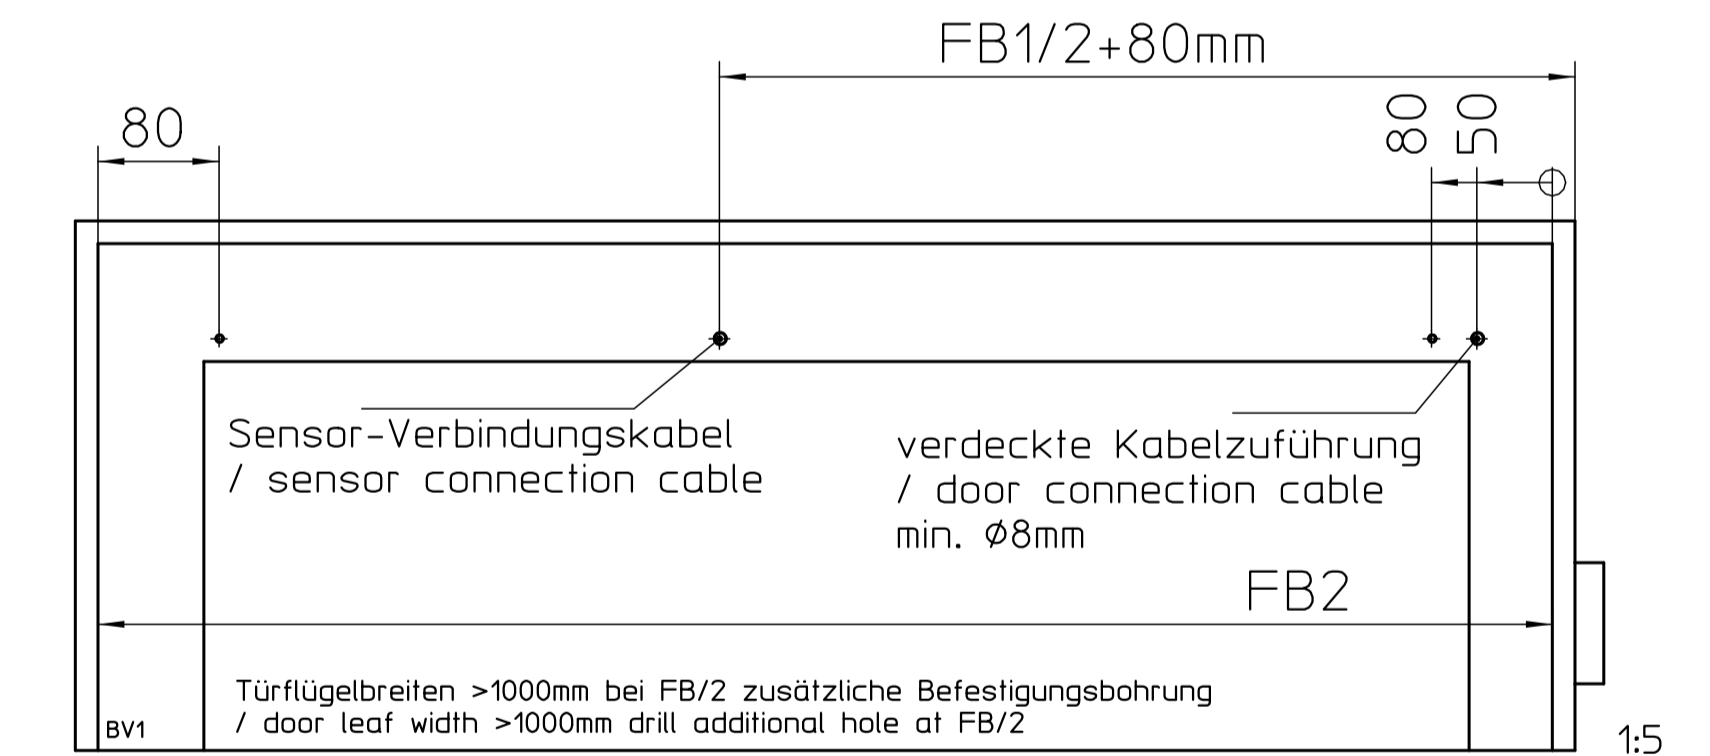 FB1/2+80mm
80
80
50
Sensor-Verbindungskabel
/ sensor connection cable
verdeckte Kabelzuführung
/ door connection cable
min. Ø8mm
FB2
Türflügelbreiten >1000mm bei FB/2 zusätzliche Befestigungsbohrung
/ door leaf width >1000mm drill additional hole at FB/2
BV1
1:5